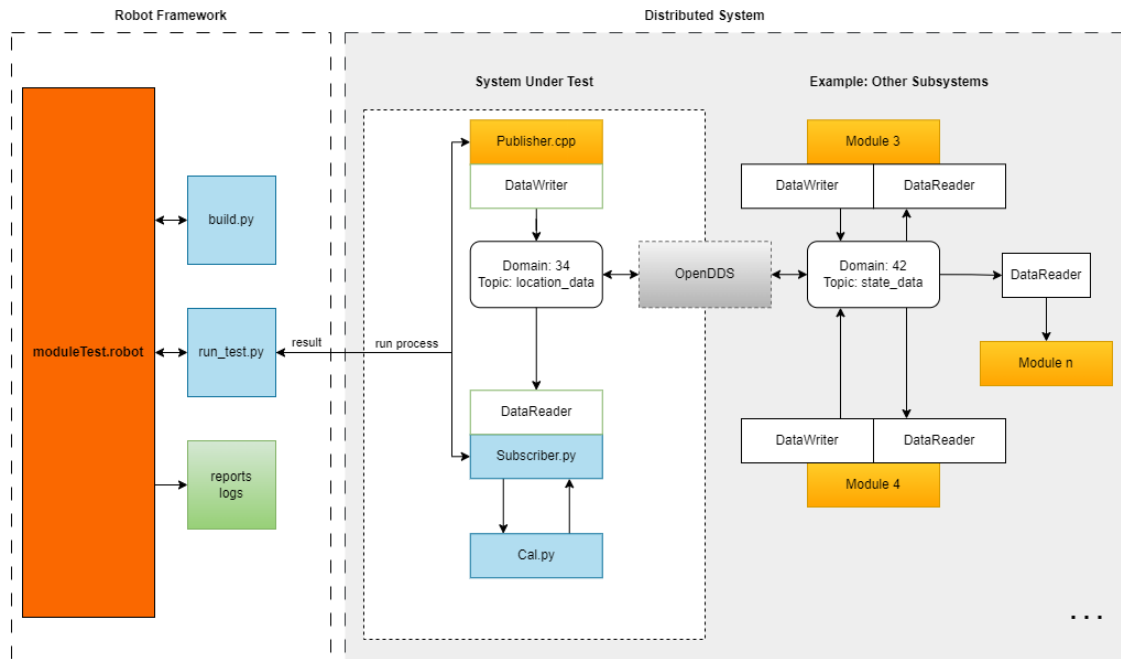 Robot Framework
Distributed System
System Under Test
Example: Other Subsystems
moduleTest.robot
build.py
run_test.py
reports
logs
result
run process
Publisher.cpp
DataWriter
Domain: 34
Topic: location_data
OpenDDS
DataReader
Subscriber.py
Cal.py
Module 3
DataWriter
DataReader
Domain: 42
Topic: state_data
DataReader
Module n
DataWriter
DataReader
Module 4
. . .